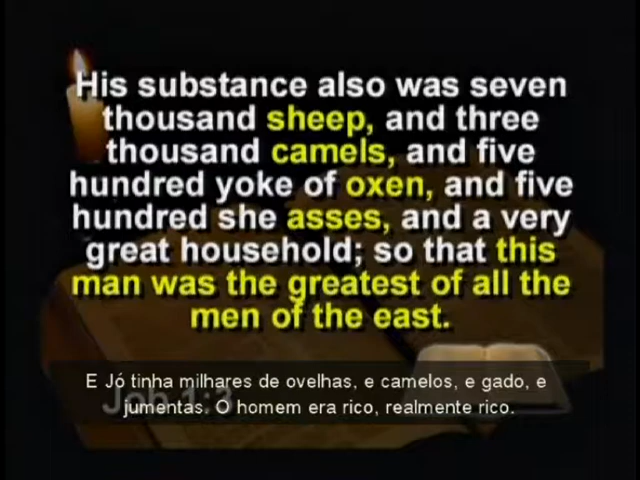 His substance also was seven
thousand sheep, and three
thousand camels, and five
hundred yoke of oxen, and five
hundred she asses, and a very
great household; so that this
man was the greatest of all the
men of the east.
Job 1:3
E Jó tinha milhares de ovelhas, e camelos, e gado, e
jumentas. O homem era rico, realmente rico.